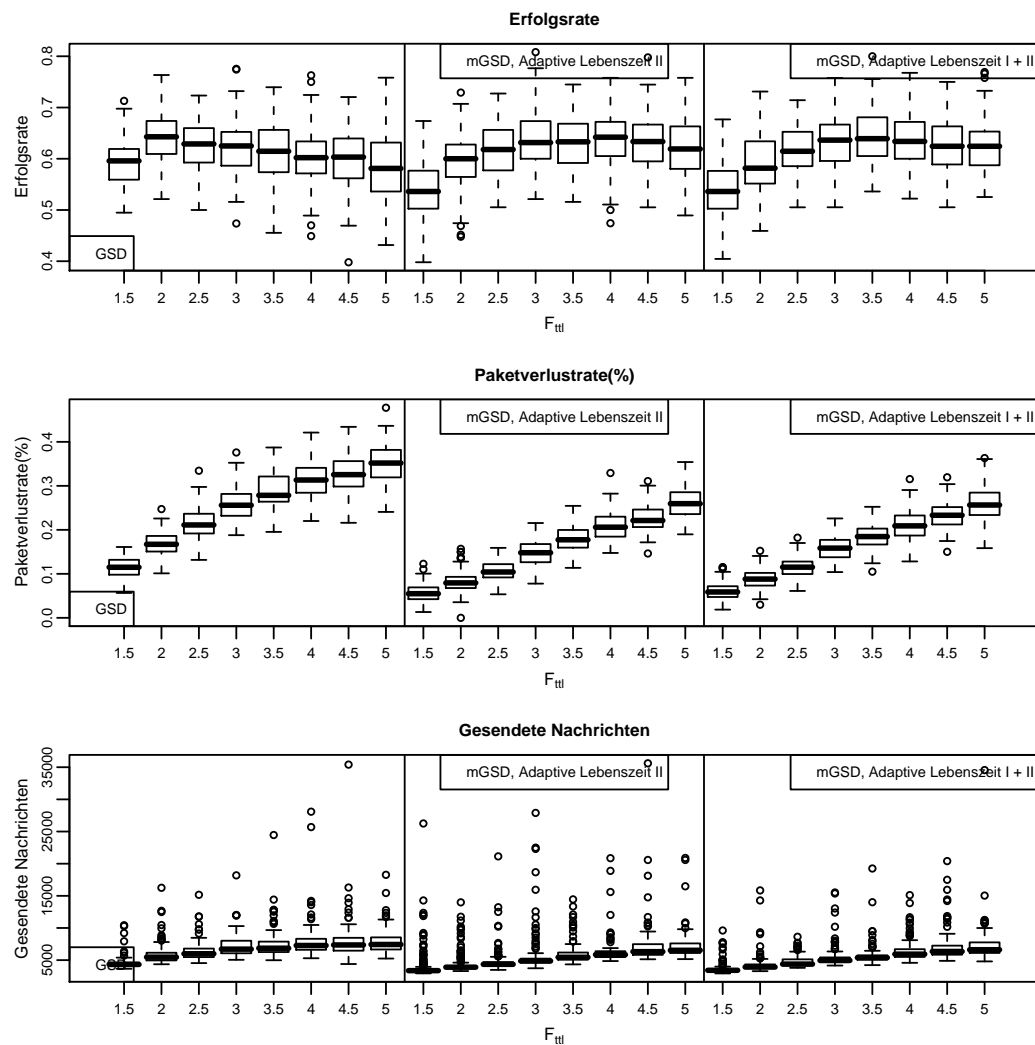 Erfolgsrate
Erfolgsrate
0.4 0.5 0.6 0.7 0.8
GSD
mGSD, Adaptive Lebenszeit II
mGSD, Adaptive Lebenszeit I + II
1.5 2 2.5 3 3.5 4 4.5 5 1.5 2 2.5 3 3.5 4 4.5 5 1.5 2 2.5 3 3.5 4 4.5 5
Fttl
Paketverlustrate(%)
Paketverlustrate(%)
0.0 0.1 0.2 0.3 0.4
GSD
mGSD, Adaptive Lebenszeit II
mGSD, Adaptive Lebenszeit I + II
1.5 2 2.5 3 3.5 4 4.5 5 1.5 2 2.5 3 3.5 4 4.5 5 1.5 2 2.5 3 3.5 4 4.5 5
Fttl
Gesendete Nachrichten
Gesendete Nachrichten
5000 15000 25000 35000
GSD
mGSD, Adaptive Lebenszeit II
mGSD, Adaptive Lebenszeit I + II
1.5 2 2.5 3 3.5 4 4.5 5 1.5 2 2.5 3 3.5 4 4.5 5 1.5 2 2.5 3 3.5 4 4.5 5
Fttl